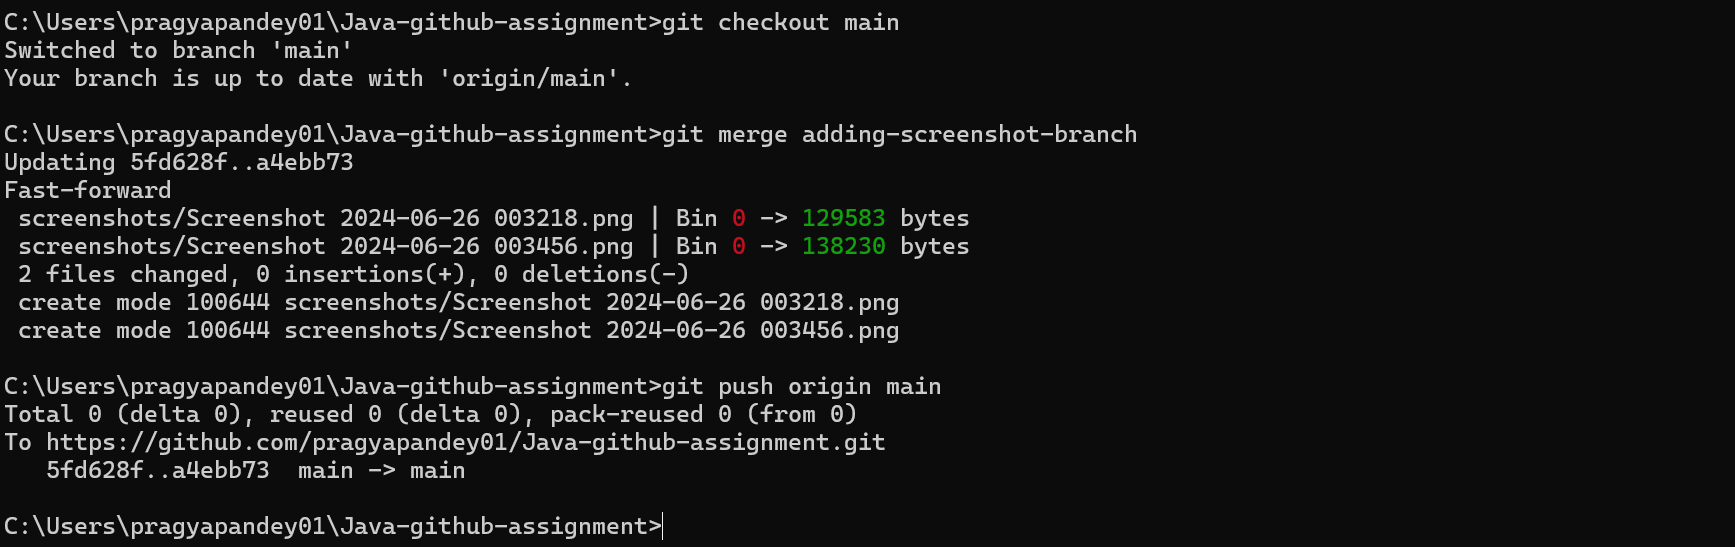 C:\Users\pragyapandey01\Java-github-assignment>git checkout main
Switched to branch 'main'
Your branch is up to date with 'origin/main'.
C:\Users\pragyapandey01\Java-github-assignment>git merge adding-screenshot-branch
Updating 5fd628f..a4ebb73
Fast-forward
 screenshots/Screenshot 2024-06-26 003218.png | Bin 0 -> 129583 bytes
 screenshots/Screenshot 2024-06-26 003456.png | Bin 0 -> 138230 bytes
 2 files changed, 0 insertions(+), 0 deletions(-)
 create mode 100644 screenshots/Screenshot 2024-06-26 003218.png
 create mode 100644 screenshots/Screenshot 2024-06-26 003456.png
C:\Users\pragyapandey01\Java-github-assignment>git push origin main
Total 0 (delta 0), reused 0 (delta 0), pack-reused 0 (from 0)
To https://github.com/pragyapandey01/Java-github-assignment.git
   5fd628f..a4ebb73  main -> main
C:\Users\pragyapandey01\Java-github-assignment>